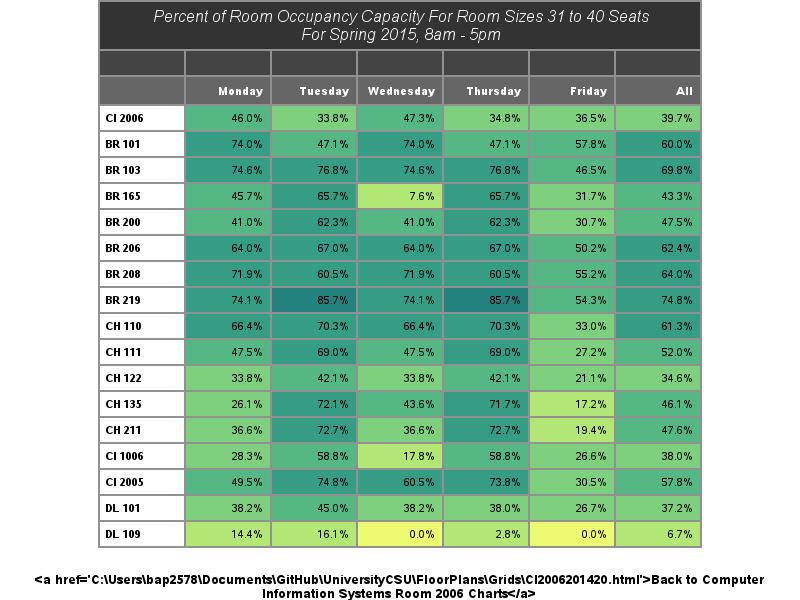 Percent of Room Occupancy Capacity For Room Sizes 31 to 40 Seats
For Spring 2015, 8am - 5pm
Monday Tuesday Wednesday Thursday Friday All
CI 2006 46.0% 33.8% 47.3% 34.8% 36.5% 39.7%
BR 101 74.0% 47.1% 74.0% 47.1% 57.8% 60.0%
BR 103 74.6% 76.8% 74.6% 76.8% 46.5% 69.8%
BR 165 45.7% 65.7% 7.6% 65.7% 31.7% 43.3%
BR 200 41.0% 62.3% 41.0% 62.3% 30.7% 47.5%
BR 206 64.0% 67.0% 64.0% 67.0% 50.2% 62.4%
BR 208 71.9% 60.5% 71.9% 60.5% 55.2% 64.0%
BR 219 74.1% 85.7% 74.1% 85.7% 54.3% 74.8%
CH 110 66.4% 70.3% 66.4% 70.3% 33.0% 61.3%
CH 111 47.5% 69.0% 47.5% 69.0% 27.2% 52.0%
CH 122 33.8% 42.1% 33.8% 42.1% 21.1% 34.6%
CH 135 26.1% 72.1% 43.6% 71.7% 17.2% 46.1%
CH 211 36.6% 72.7% 36.6% 72.7% 19.4% 47.6%
CI 1006 28.3% 58.8% 17.8% 58.8% 26.6% 38.0%
CI 2005 49.5% 74.8% 60.5% 73.8% 30.5% 57.8%
DL 101 38.2% 45.0% 38.2% 38.0% 26.7% 37.2%
DL 109 14.4% 16.1% 0.0% 2.8% 0.0% 6.7%
<a href='C:\Users\bap2578\Documents\GitHub\UniversityCSU\FloorPlans\Grids\CI2006201420.html'>Back to Computer
Information Systems Room 2006 Charts</a>